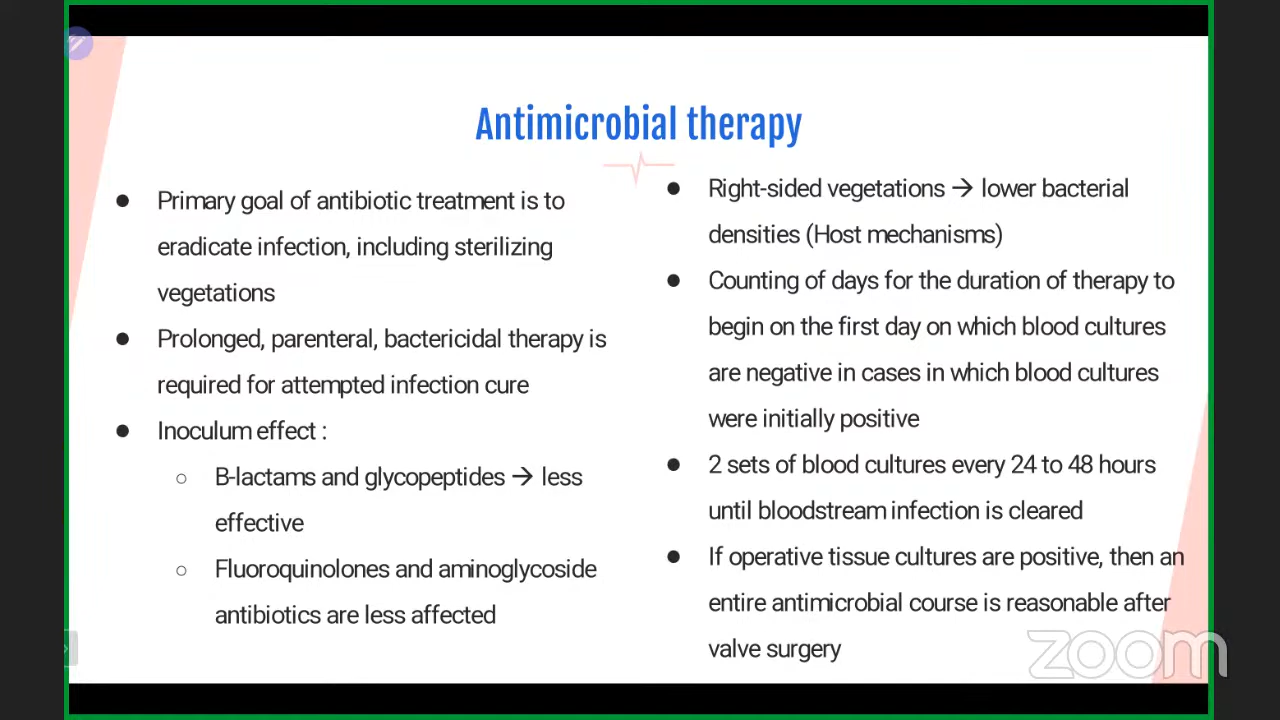 Antimicrobial therapy
● Primary goal of antibiotic treatment is to
eradicate infection, including sterilizing
vegetations
● Prolonged, parenteral, bactericidal therapy is
required for attempted infection cure
● Inoculum effect :
○ B-lactams and glycopeptides → less
effective
○ Fluoroquinolones and aminoglycoside
antibiotics are less affected
● Right-sided vegetations → lower bacterial
densities (Host mechanisms)
● Counting of days for the duration of therapy to
begin on the first day on which blood cultures
are negative in cases in which blood cultures
were initially positive
● 2 sets of blood cultures every 24 to 48 hours
until bloodstream infection is cleared
● If operative tissue cultures are positive, then an
entire antimicrobial course is reasonable after
valve surgery
zoom